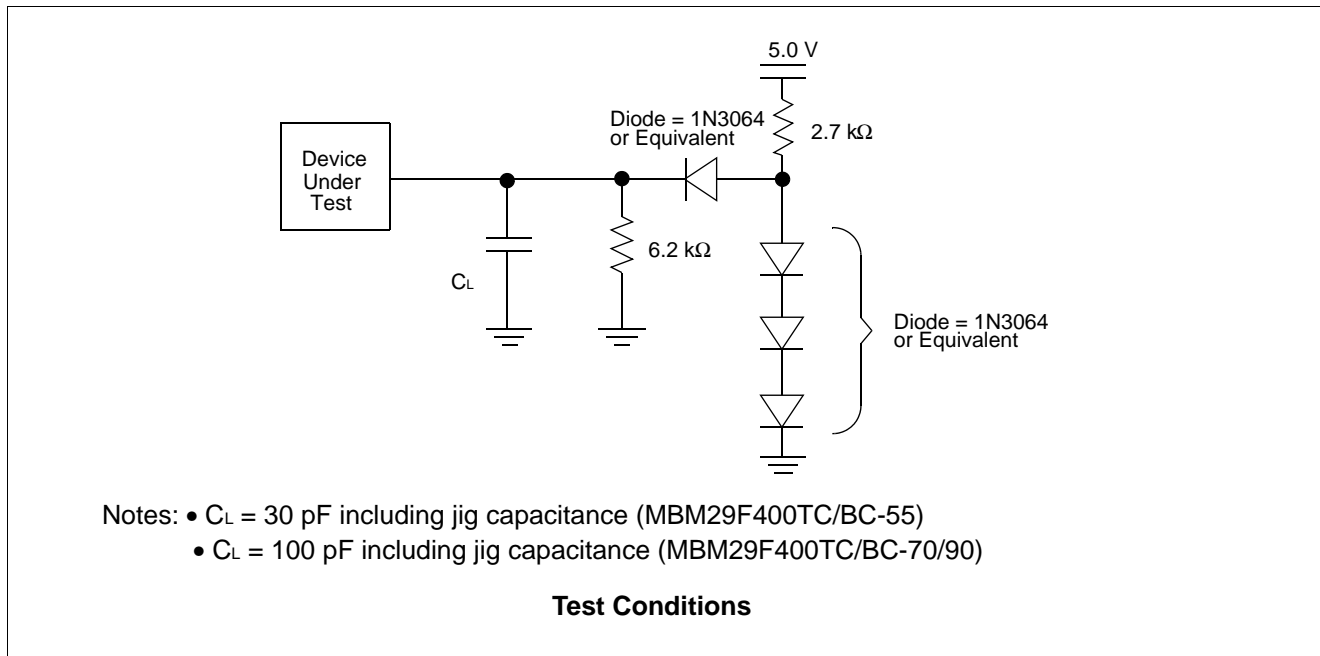 5.0 V
Diode = 1N3064
or Equivalent
2.7 kΩ
Device
Under
Test
6.2 kΩ
CL
Diode = 1N3064
or Equivalent
Notes: • CL = 30 pF including jig capacitance (MBM29F400TC/BC-55)
• CL = 100 pF including jig capacitance (MBM29F400TC/BC-70/90)
Test Conditions